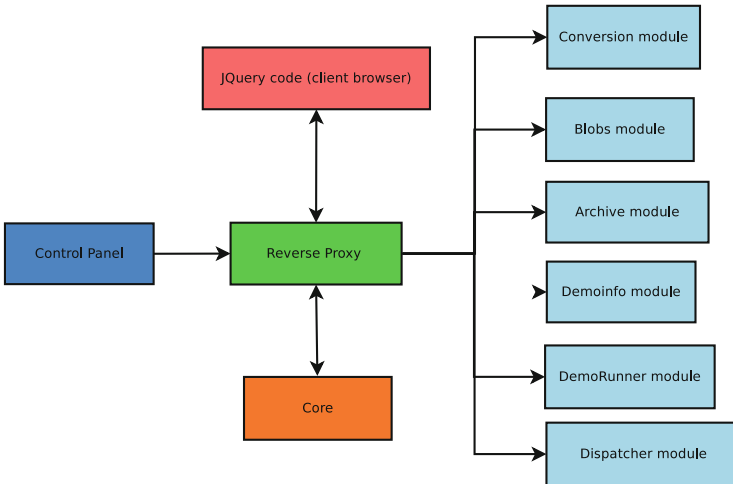 Conversion module
JQuery code (client browser)
Blobs module
Archive module
Control Panel
Reverse Proxy
Demoinfo module
DemoRunner module
Core
Dispatcher module